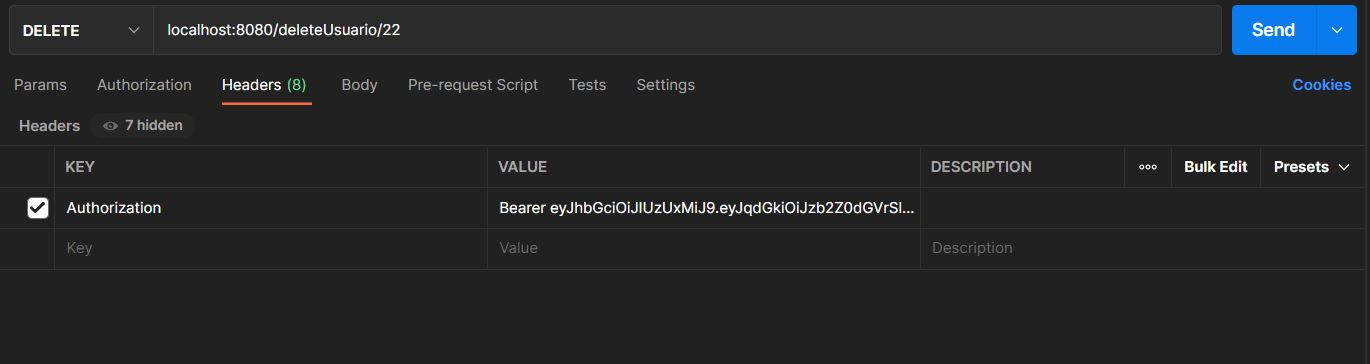 DELETE localhost:8080/deleteUsuario/22 Send
Params Authorization Headers (8) Body Pre-request Script Tests Settings Cookies
Headers 7 hidden
KEY VALUE DESCRIPTION ooo Bulk Edit Presets
Authorization Bearer eyJhbGciOiJIUzUxMiJ9.eyJqdGkiOiJzb2Z0dGVrSl...
Key Value Description